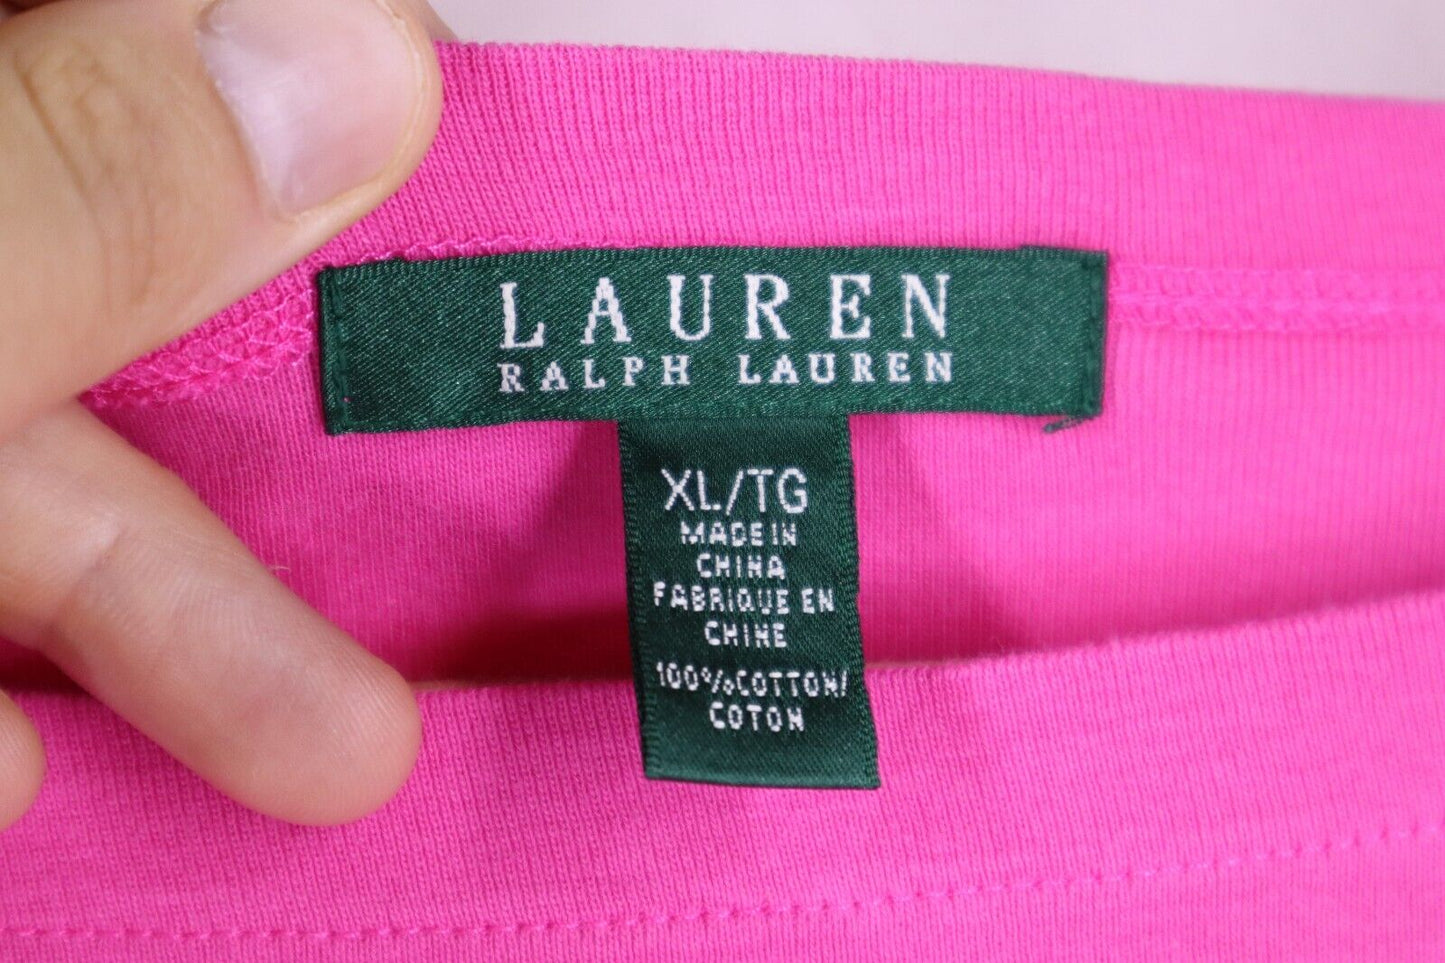 LAUREN
RALPH LAUREN
XL/TG
MADE IN
CHINA
FABRIQUE EN
CHINE
100%COTTON/
COTON